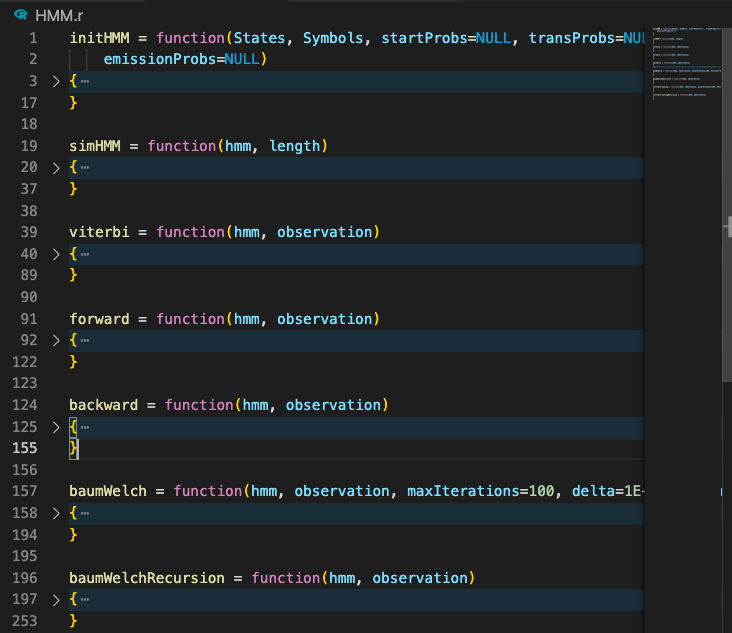 HMM.r
1 initHMM = function(States, Symbols, startProbs=NULL, transProbs=NU
2 emissionProbs=NULL)
3 > { ⋯
17 }
18
19 simHMM = function(hmm, length)
20 > { ⋯
37 }
38
39 viterbi = function(hmm, observation)
40 > { ⋯
89 }
90
91 forward = function(hmm, observation)
92 > { ⋯
122 }
123
124 backward = function(hmm, observation)
125 > { ⋯
155 }
156
157 baumWelch = function(hmm, observation, maxIterations=100, delta=1E-
158 > { ⋯
194 }
195
196 baumWelchRecursion = function(hmm, observation)
197 > { ⋯
253 }